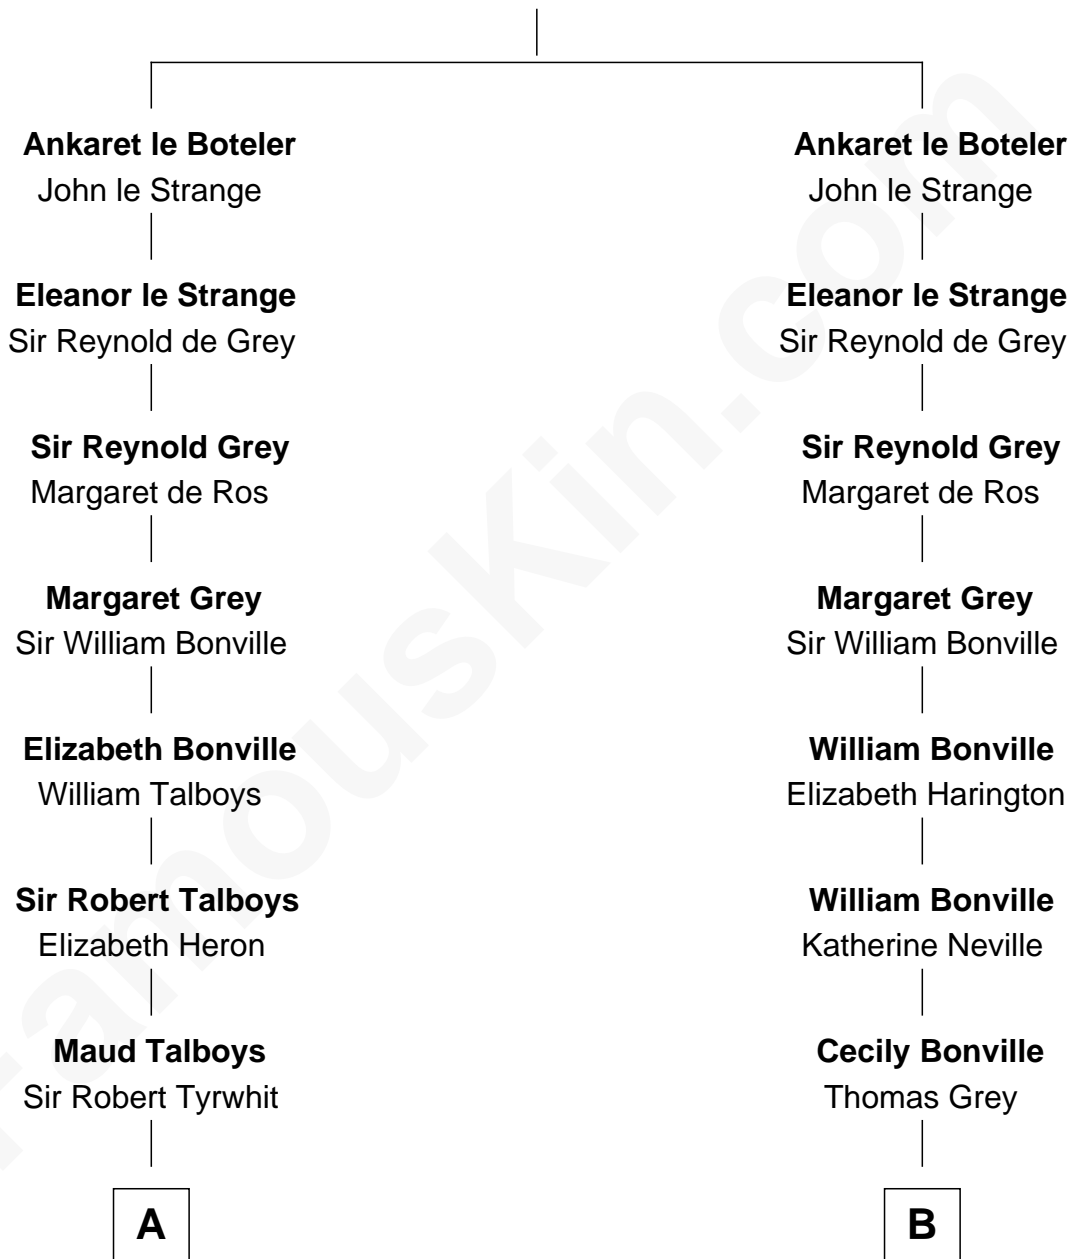 Ankaret le Boteler
John le Strange
Eleanor le Strange
Sir Reynold de Grey
Sir Reynold Grey
Margaret de Ros
Margaret Grey
Sir William Bonville
Elizabeth Bonville
William Talboys
Sir Robert Talboys
Elizabeth Heron
Maud Talboys
Sir Robert Tyrwhit
A
Ankaret le Boteler
John le Strange
Eleanor le Strange
Sir Reynold de Grey
Sir Reynold Grey
Margaret de Ros
Margaret Grey
Sir William Bonville
William Bonville
Elizabeth Harington
William Bonville
Katherine Neville
Cecily Bonville
Thomas Grey
B
FamousKin.com